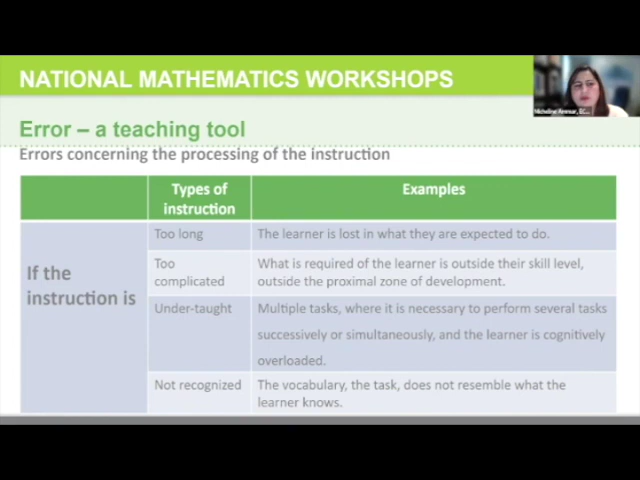 NATIONAL MATHEMATICS WORKSHOPS
Error – a teaching tool
Errors concerning the processing of the instruction
Types of
instruction
Examples
If the
instruction is
Too long
The learner is lost in what they are expected to do.
Too
complicated
What is required of the learner is outside their skill level,
outside the proximal zone of development.
Under-taught
Multiple tasks, where it is necessary to perform several tasks
successively or simultaneously, and the learner is cognitively
overloaded.
Not recognized
The vocabulary, the task, does not resemble what the
learner knows.
Micheline